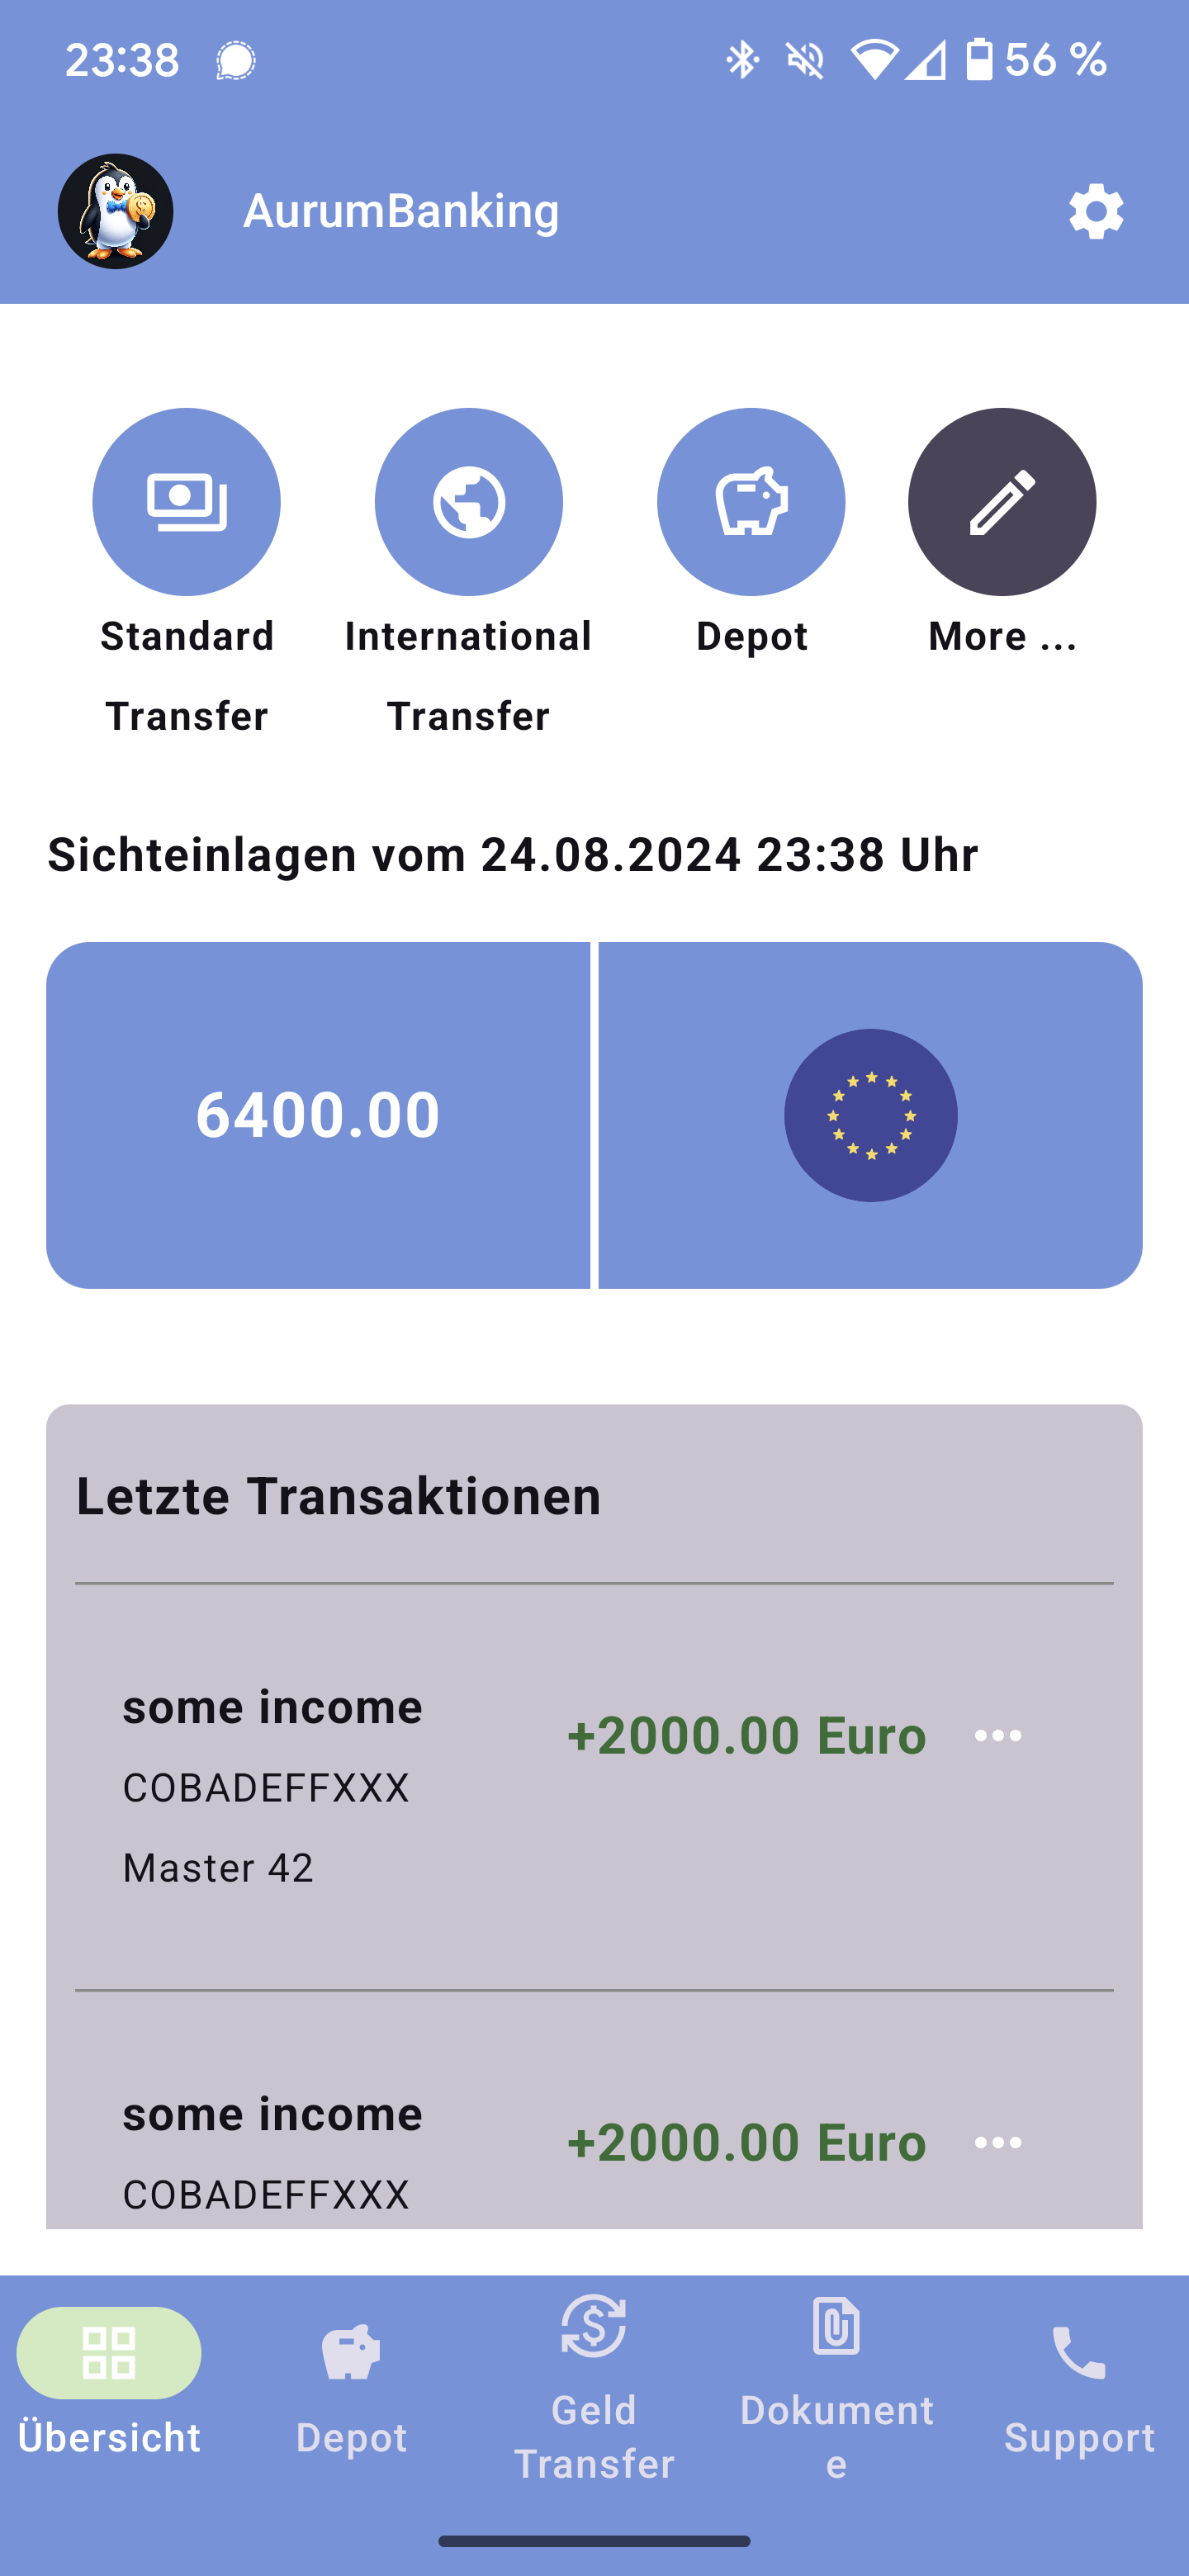 23:38 56 %
AurumBanking
Standard
Transfer
International
Transfer
Depot
More ...
Sichteinlagen vom 24.08.2024 23:38 Uhr
6400.00
Letzte Transaktionen
some income
+2000.00 Euro
COBADEFFXXX
Master 42
some income
+2000.00 Euro
COBADEFFXXX
Übersicht
Depot
Geld
Transfer
Dokument
e
Support